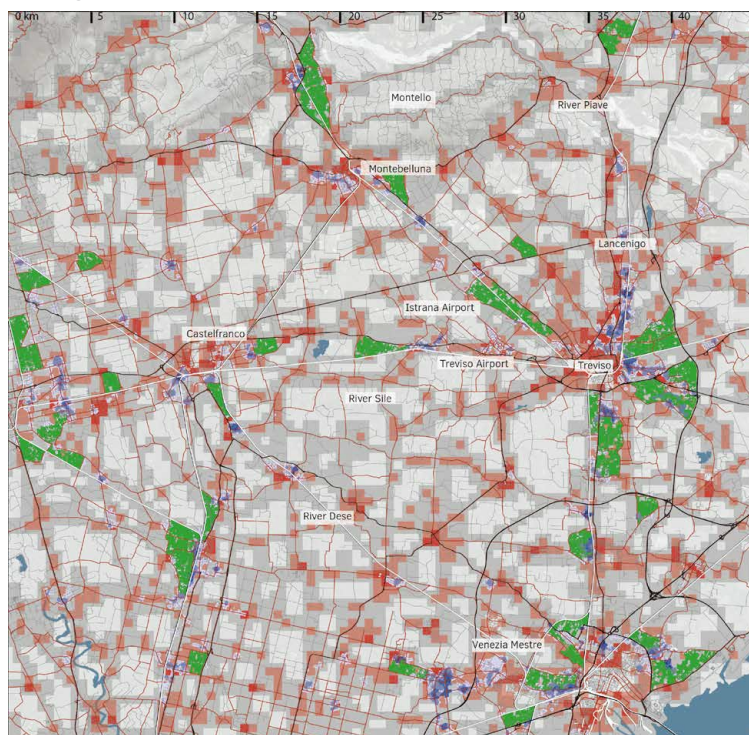 0 km 5 10 15 20 25 30 35 40
Montello
River Piave
Montebelluna
Lancenigo
Istrana Airport
Castelfranco
Treviso Airport
Treviso
River Sile
River Dese
Venezia Mestre